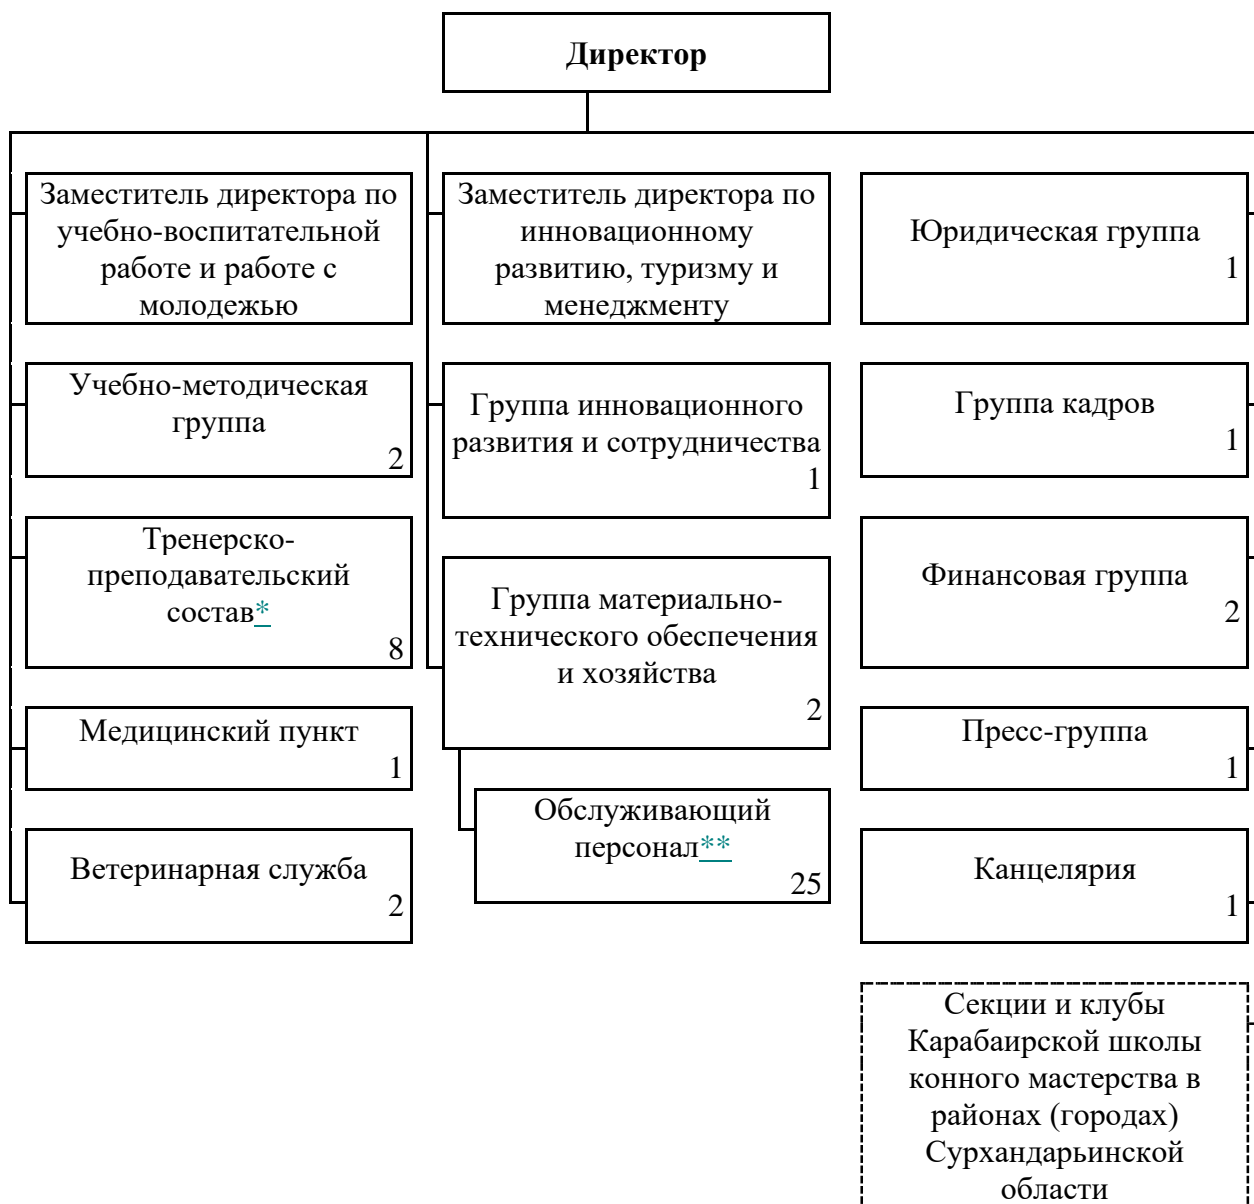 Директор
Заместитель директора по
учебно-воспитательной
работе и работе с
молодежью
Учебно-методическая
группа
2
Тренерско-
преподавательский
состав*
8
Медицинский пункт
1
Ветеринарная служба
2
Заместитель директора по
инновационному
развитию, туризму и
менеджменту
Группа инновационного
развития и сотрудничества
1
Группа материально-
технического обеспечения
и хозяйства
2
Обслуживающий
персонал**
25
Юридическая группа
1
Группа кадров
1
Финансовая группа
2
Пресс-группа
1
Канцелярия
1
Секции и клубы
Карабаирской школы
конного мастерства в
районах (городах)
Сурхандарьинской
области